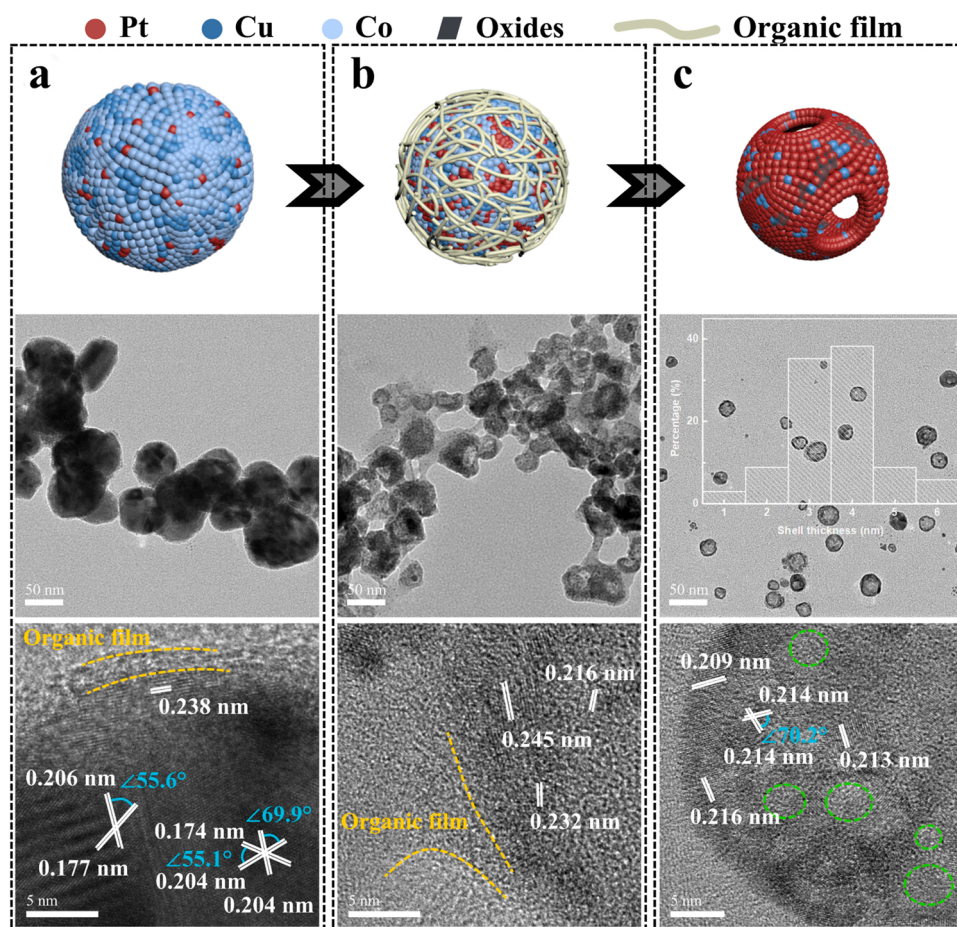 Pt Cu Co Oxides Organic film
a
b
c
50 nm
50 nm
40
20
0
Percentage (%)
1 2 3 4 5 6
Shell thickness (nm)
50 nm
Organic film
0.238 nm
0.206 nm
∠55.6°
∠69.9°
0.174 nm
0.177 nm
∠55.1°
0.204 nm
0.204 nm
5 nm
0.216 nm
0.245 nm
0.232 nm
Organic film
5 nm
0.209 nm
0.214 nm
∠70.2°
0.214 nm
0.213 nm
0.216 nm
5 nm